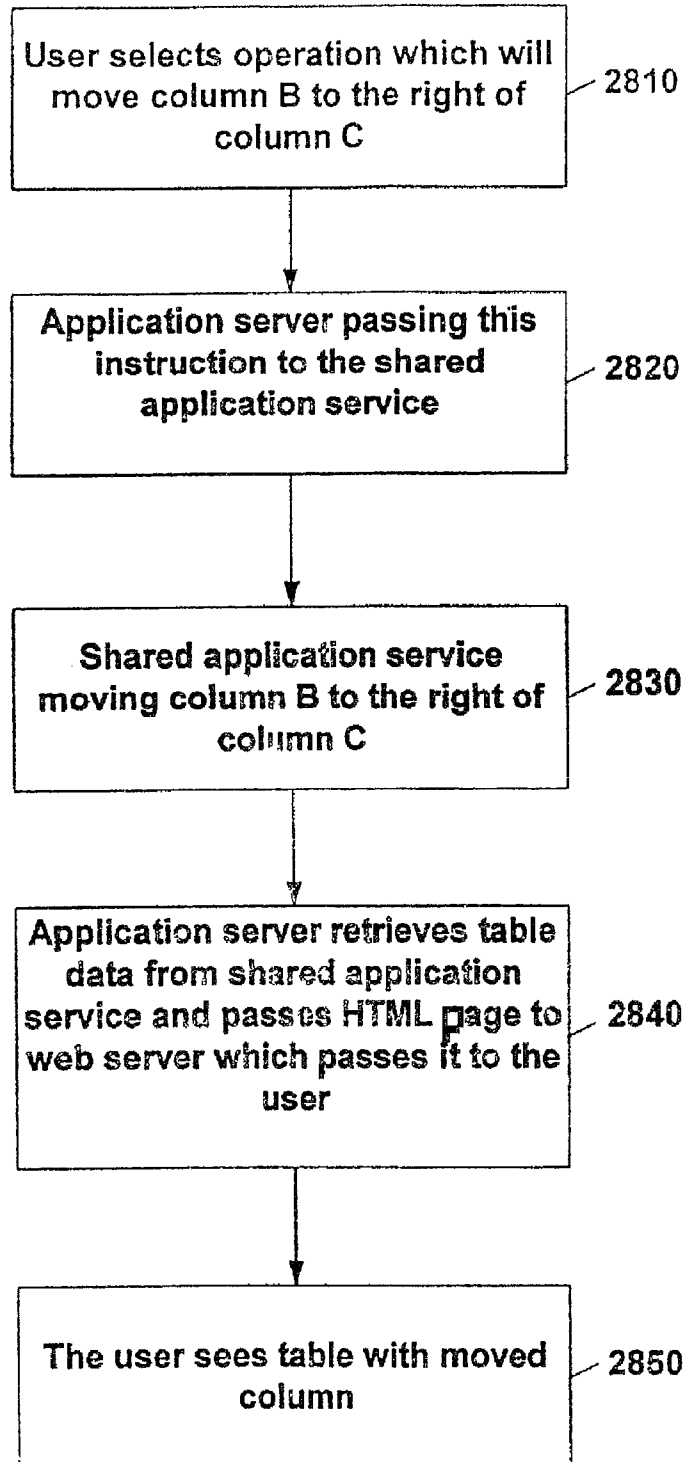 User selects operation which will
move column B to the right of
column C
2810
Application server passing this
instruction to the shared
application service
2820
Shared application service
moving column B to the right of
column C
2830
Application server retrieves table
data from shared application
service and passes HTML page to
web server which passes it to the
user
2840
The user sees table with moved
column
2850